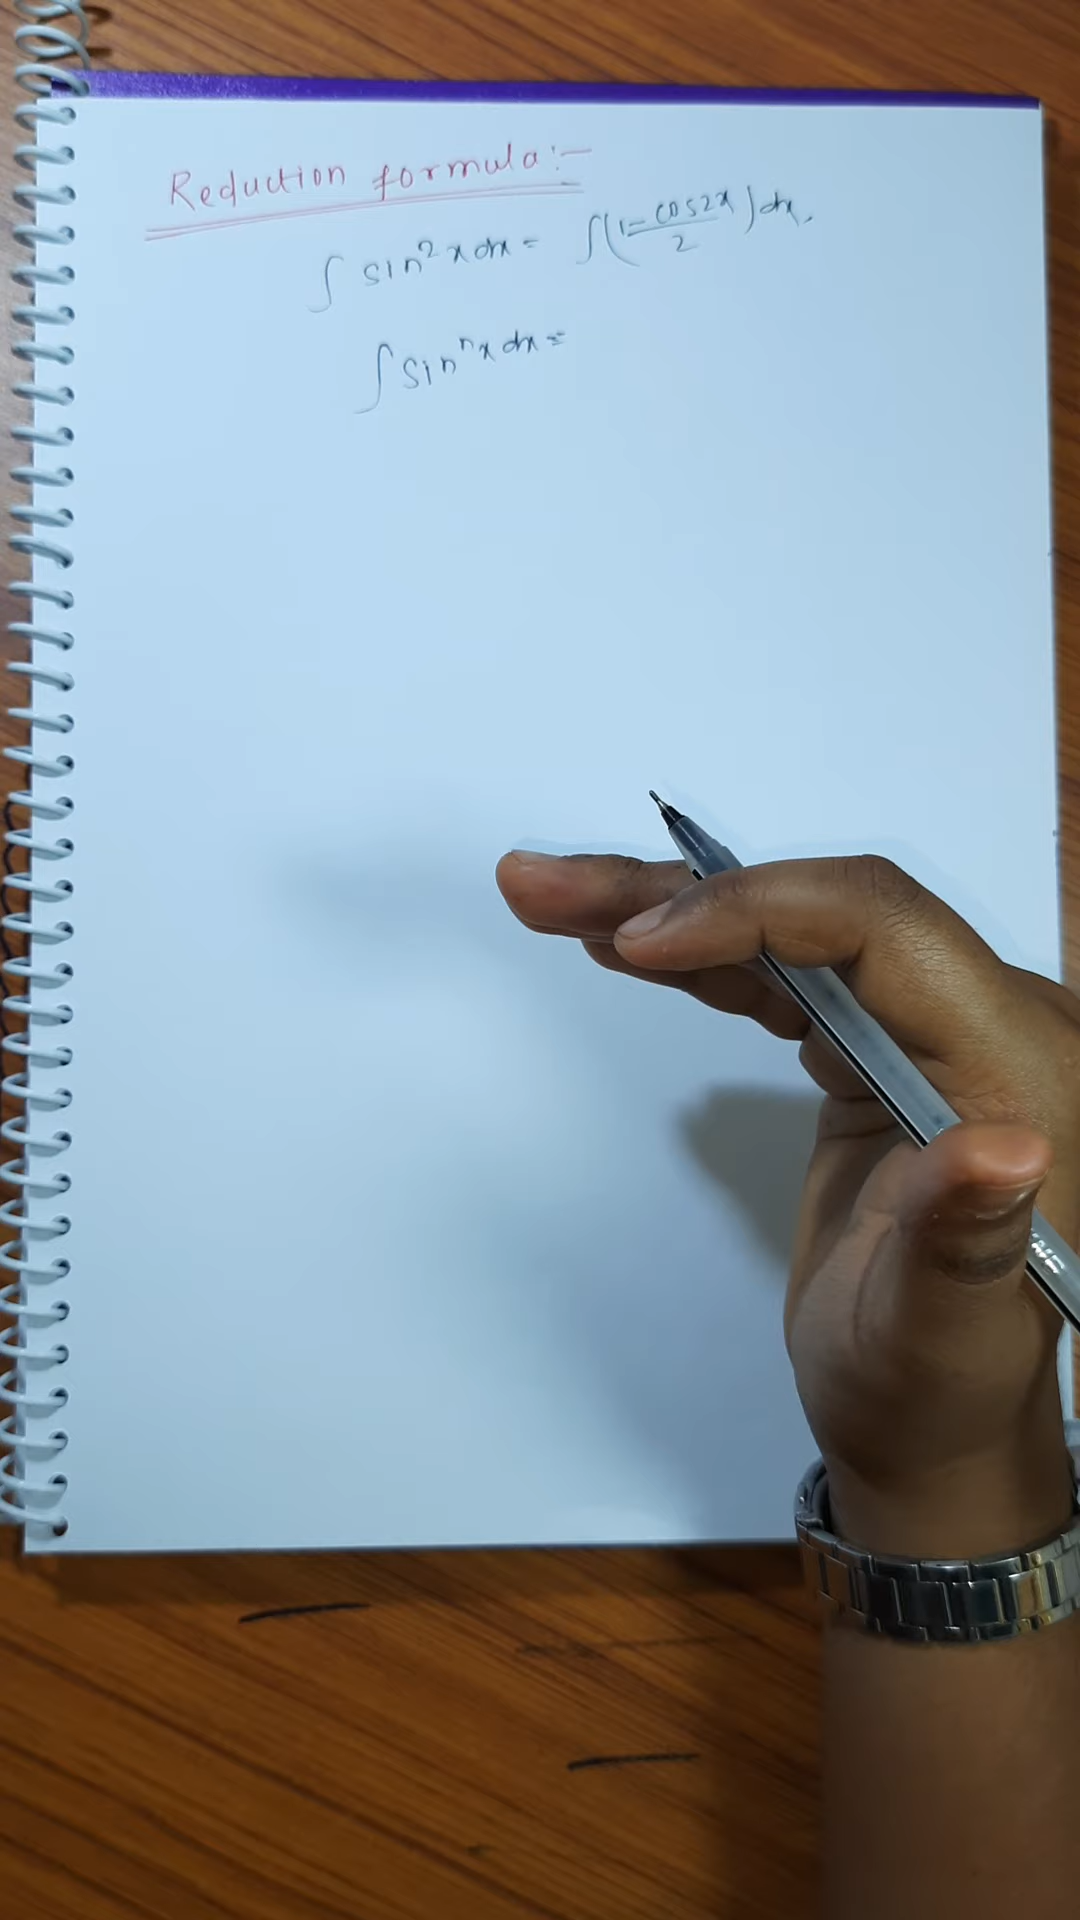 Reduction formula:-
∫ sin²x dx = ∫(1-cos2x/2)dx.
∫ sinⁿx dx =